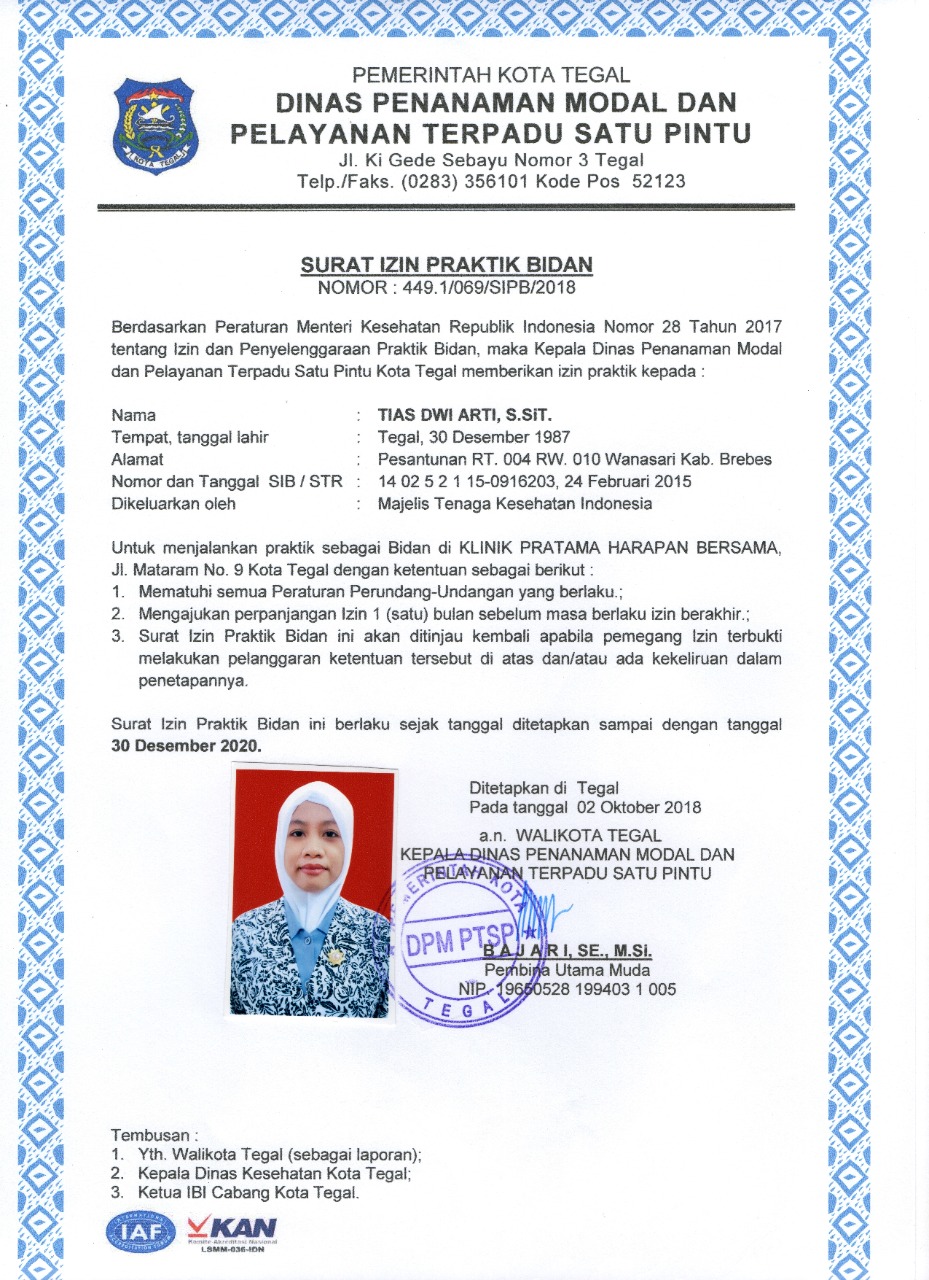 PEMERINTAH KOTA TEGAL
DINAS PENANAMAN MODAL DAN
PELAYANAN TERPADU SATU PINTU
Jl. Ki Gede Sebayu Nomor 3 Tegal
Telp./Faks. (0283) 356101 Kode Pos 52123
KOTA TEGAL
SURAT IZIN PRAKTIK BIDAN
NOMOR : 449.1/069/SIPB/2018
Berdasarkan Peraturan Menteri Kesehatan Republik Indonesia Nomor 28 Tahun 2017
tentang Izin dan Penyelenggaraan Praktik Bidan, maka Kepala Dinas Penanaman Modal
dan Pelayanan Terpadu Satu Pintu Kota Tegal memberikan izin praktik kepada :
Nama : TIAS DWI ARTI, S.SiT.
Tempat, tanggal lahir : Tegal, 30 Desember 1987
Alamat : Pesantunan RT. 004 RW. 010 Wanasari Kab. Brebes
Nomor dan Tanggal SIB / STR : 14 02 5 2 1 15-0916203, 24 Februari 2015
Dikeluarkan oleh : Majelis Tenaga Kesehatan Indonesia
Untuk menjalankan praktik sebagai Bidan di KLINIK PRATAMA HARAPAN BERSAMA,
Jl. Mataram No. 9 Kota Tegal dengan ketentuan sebagai berikut :
1. Mematuhi semua Peraturan Perundang-Undangan yang berlaku.;
2. Mengajukan perpanjangan Izin 1 (satu) bulan sebelum masa berlaku izin berakhir.;
3. Surat Izin Praktik Bidan ini akan ditinjau kembali apabila pemegang Izin terbukti
melakukan pelanggaran ketentuan tersebut di atas dan/atau ada kekeliruan dalam
penetapannya.
Surat Izin Praktik Bidan ini berlaku sejak tanggal ditetapkan sampai dengan tanggal
30 Desember 2020.
Ditetapkan di Tegal
Pada tanggal 02 Oktober 2018
a.n. WALIKOTA TEGAL
KEPALA DINAS PENANAMAN MODAL DAN
PELAYANAN TERPADU SATU PINTU
PEMERINTAH KOTA
DPM PTSP
TEGAL
B A J A R I, SE., M.Si.
Pembina Utama Muda
NIP. 19650528 199403 1 005
Tembusan :
1. Yth. Walikota Tegal (sebagai laporan);
2. Kepala Dinas Kesehatan Kota Tegal;
3. Ketua IBI Cabang Kota Tegal.
IAF
KAN
Komite Akreditasi Nasional
LSMM-036-IDN